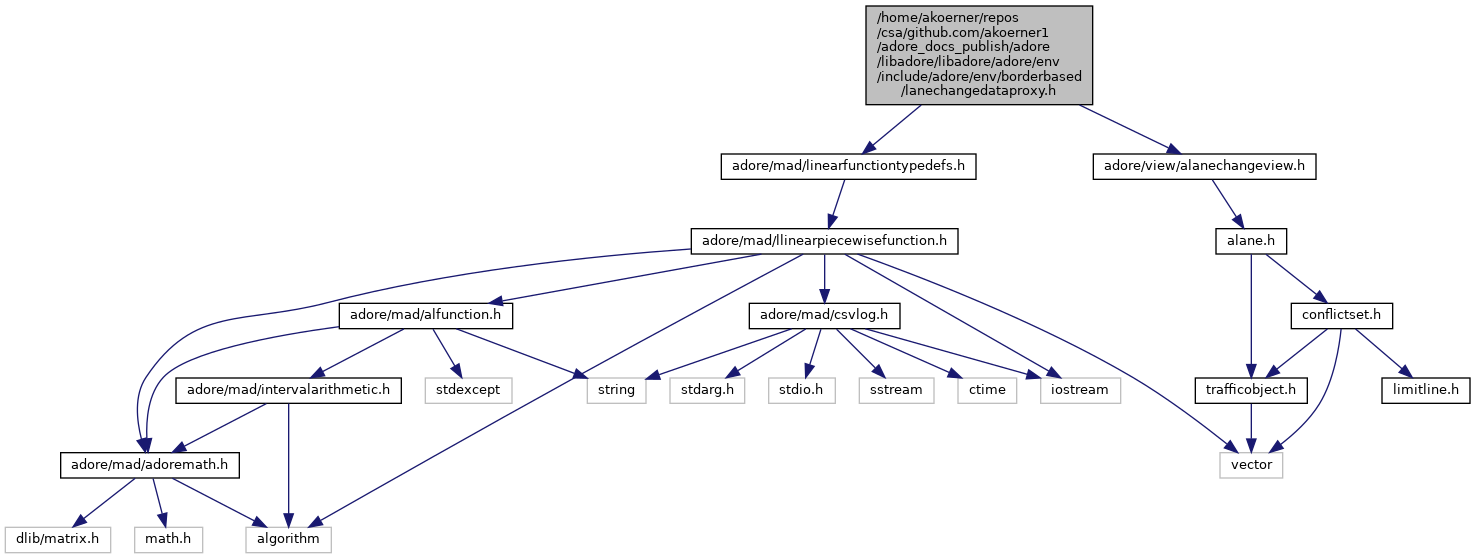 /home/akoerner/repos
/csa/github.com/akoerner1
/adore_docs_publish/adore
/libadore/libadore/adore/env
/include/adore/env/borderbased
/lanechangedataproxy.h
adore/mad/linearfunctiontypedefs.h
adore/view/alanechangeview.h
adore/mad/llinearpiecewisefunction.h
alane.h
adore/mad/alfunction.h
adore/mad/csvlog.h
conflictset.h
adore/mad/intervalarithmetic.h
stdexcept
string
stdarg.h
stdio.h
sstream
ctime
iostream
trafficobject.h
limitline.h
adore/mad/adoremath.h
vector
dlib/matrix.h
math.h
algorithm